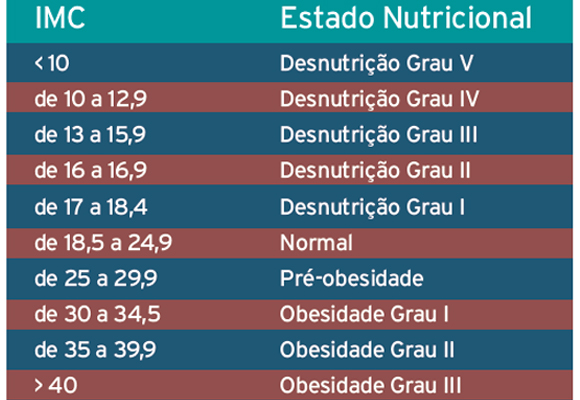 IMC Estado Nutricional
< 10 Desnutrição Grau V
de 10 a 12,9 Desnutrição Grau IV
de 13 a 15,9 Desnutrição Grau III
de 16 a 16,9 Desnutrição Grau II
de 17 a 18,4 Desnutrição Grau I
de 18,5 a 24,9 Normal
de 25 a 29,9 Pré-obesidade
de 30 a 34,5 Obesidade Grau I
de 35 a 39,9 Obesidade Grau II
> 40 Obesidade Grau III